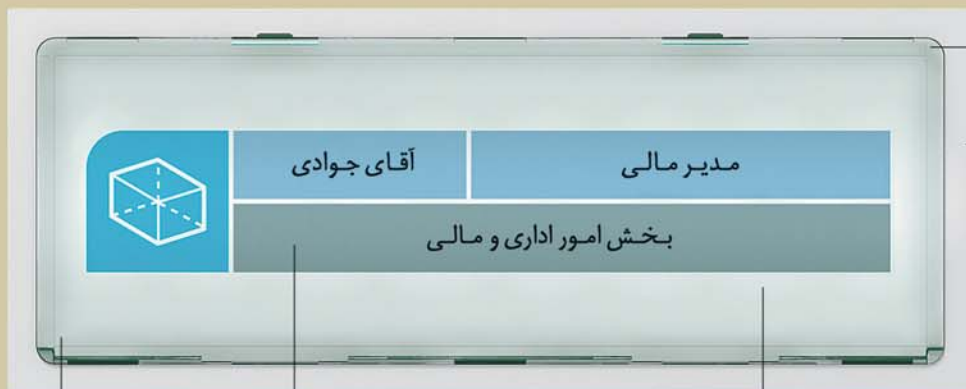 مدیر مالی
آقای جوادی
بخش امور اداری و مالی